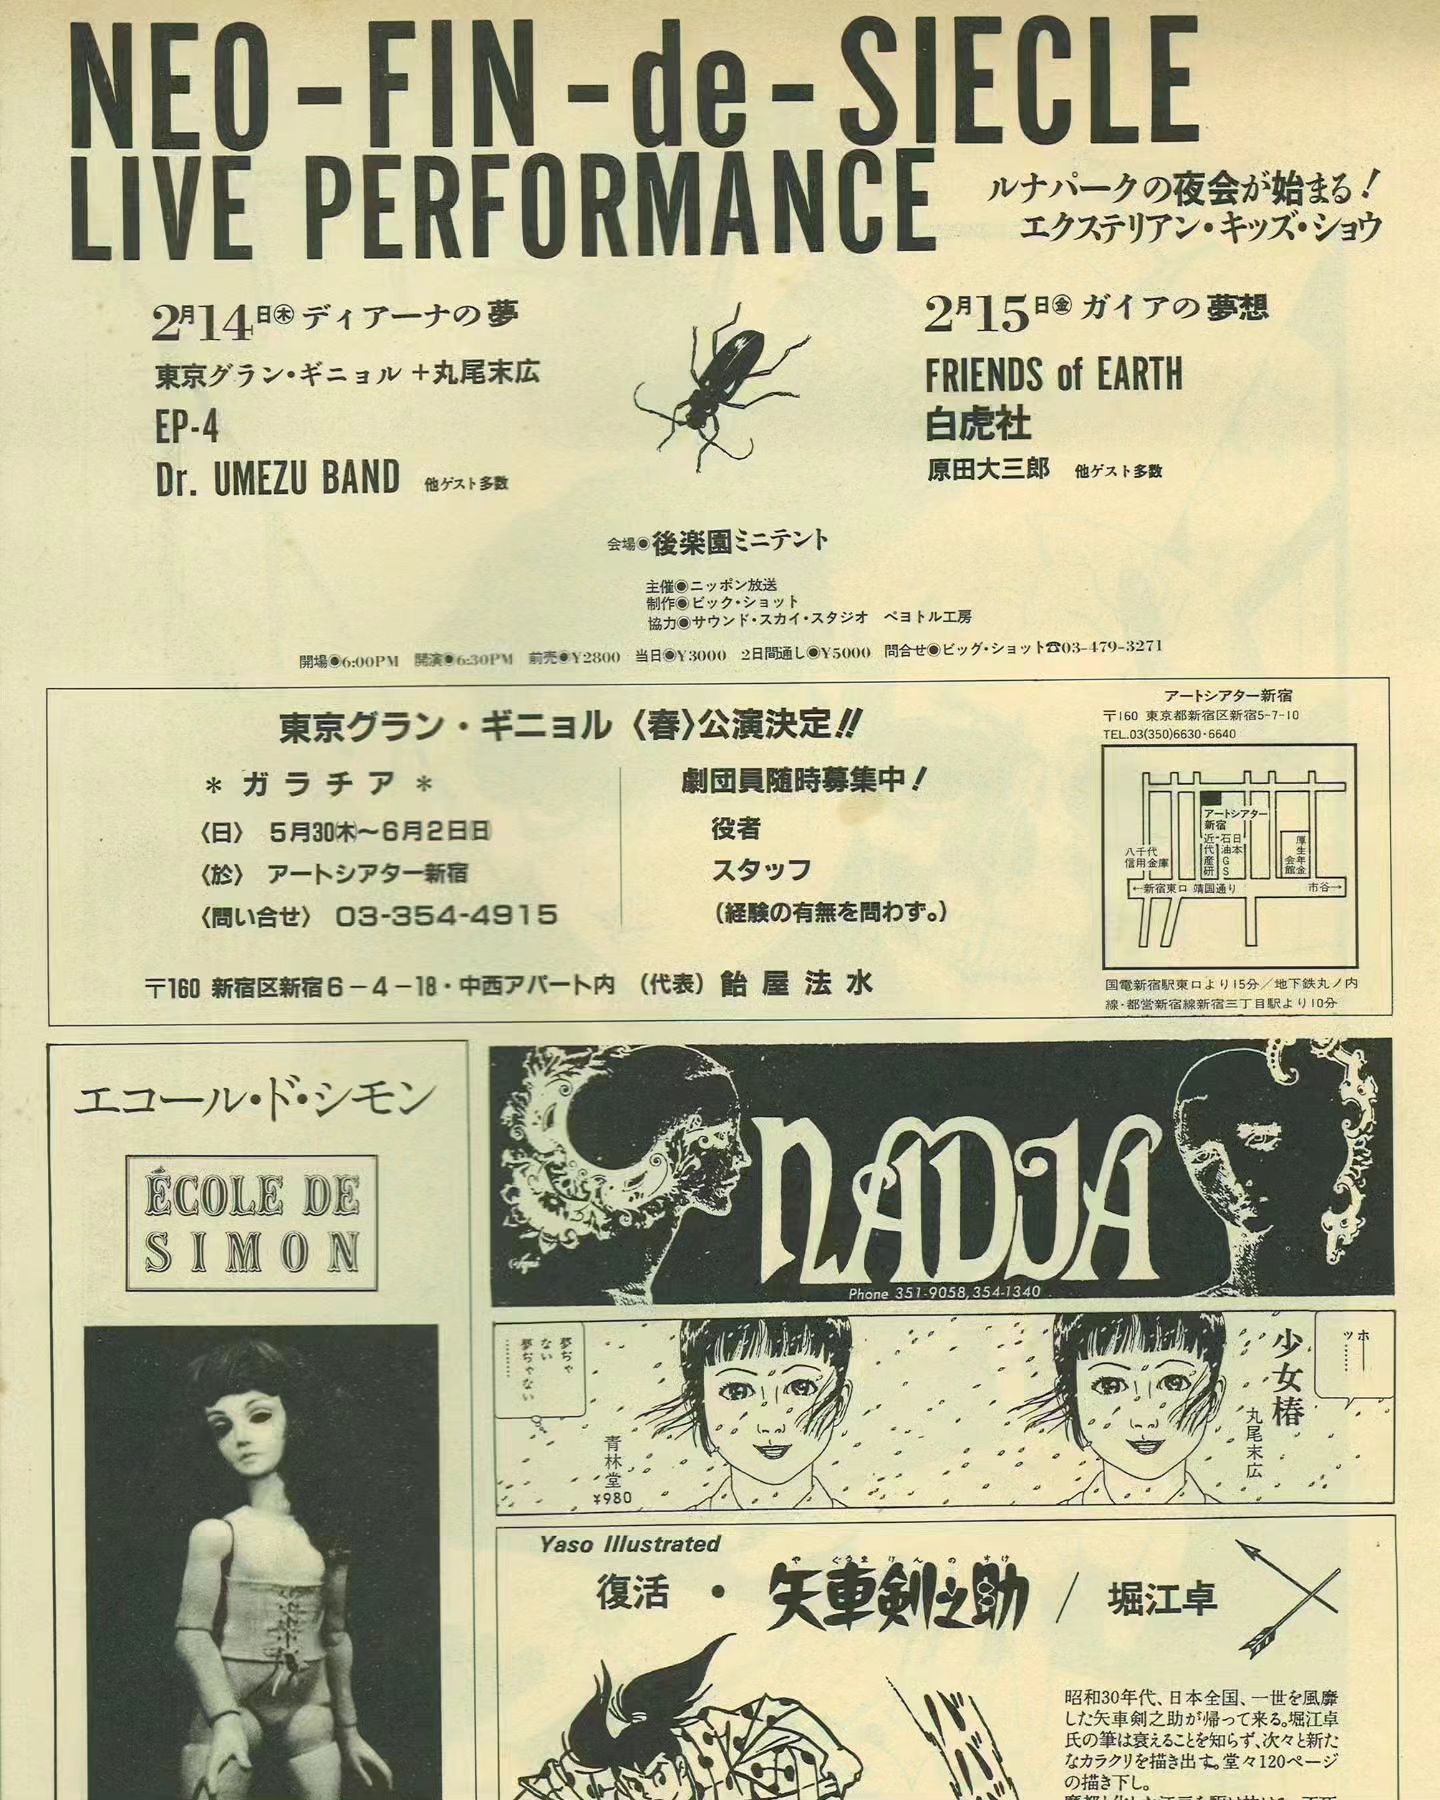 NEO-FIN-de-SIECLE
LIVE PERFORMANCE
ルナパークの夜会が始まる!
エクステリアン・キッズ・ショウ
2月14日㊍ディアーナの夢
東京グラン・ギニョル+丸尾末広
EP-4
Dr. UMEZU BAND 他ゲスト多数
2月15日㊎ガイアの夢想
FRIENDS of EARTH
白虎社
原田大三郎 他ゲスト多数
会場◉後楽園ミニテント
主催◉ニッポン放送
制作◉ビック・ショット
協力◉サウンド・スカイ・スタジオ ペヨトル工房
開場◉6:00PM 開演◉6:30PM 前売◉Y2800 当日◉Y3000 2日間通し◉Y5000 問合せ◉ビッグ・ショット☎03-479-3271
東京グラン・ギニョル〈春〉公演決定!!
*ガラチア*
〈日〉 5月30㈭〜6月2日㈰
〈於〉 アートシアター新宿
〈問い合せ〉 03-354-4915
劇団員随時募集中!
役者
スタッフ
(経験の有無を問わず。)
〒160 新宿区新宿6-4-18・中西アパート内 (代表)飴屋法水
アートシアター新宿
〒160 東京都新宿区新宿5-7-10
TEL.03(350)6630・6640
アートシアター
新宿
八千代
信用金庫
近代産研
石油GS
日本
厚生年金
会館
←新宿東口 靖国通り 市谷→
国電新宿駅東口より15分/地下鉄丸ノ内
線・都営新宿線新宿三丁目駅より10分
エコール・ド・シモン
ÉCOLE DE
SIMON
NADJA
Phone 351-9058,354-1340
ホッ……
少女椿
丸尾末広
夢ぢゃ
ない
夢ぢゃない………
青林堂
¥980
Yaso Illustrated
やぐるまけんのすけ
復活・矢車剣之助/堀江卓
昭和30年代、日本全国、一世を風靡
した矢車剣之助が帰って来る。堀江卓
氏の筆は衰えることを知らず、次々と新た
なカラクリを描き出す。堂々120ページ
の描き下し。